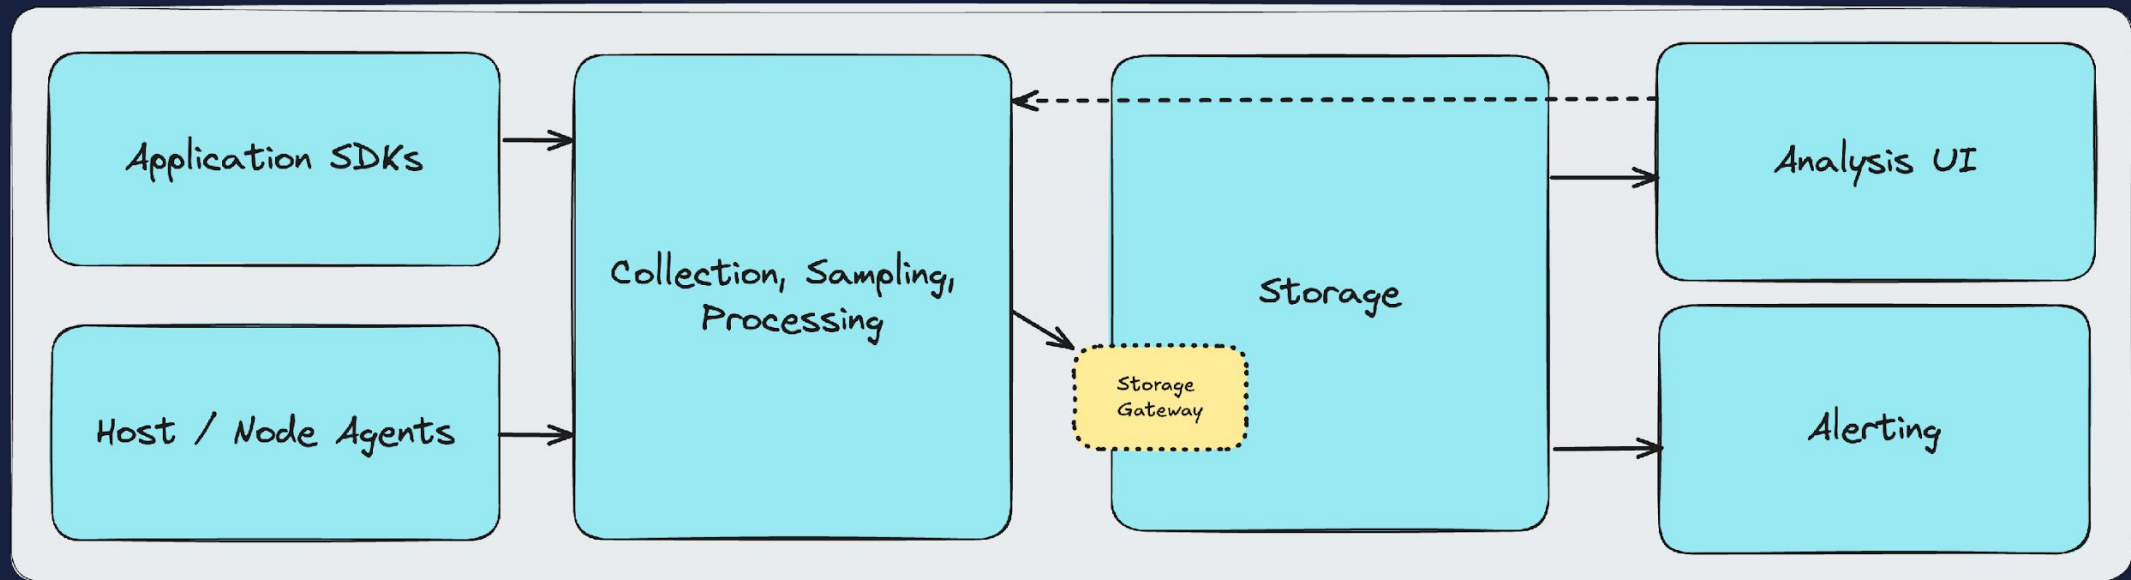 Application SDKs
Host / Node Agents
Collection, Sampling,
Processing
Storage
Storage
Gateway
Analysis UI
Alerting